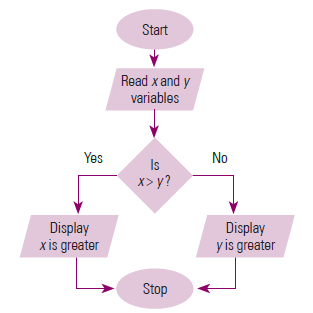 Start
Read x and y
variables
Yes
Is
x> y?
No
Display
x is greater
Display
y is greater
Stop